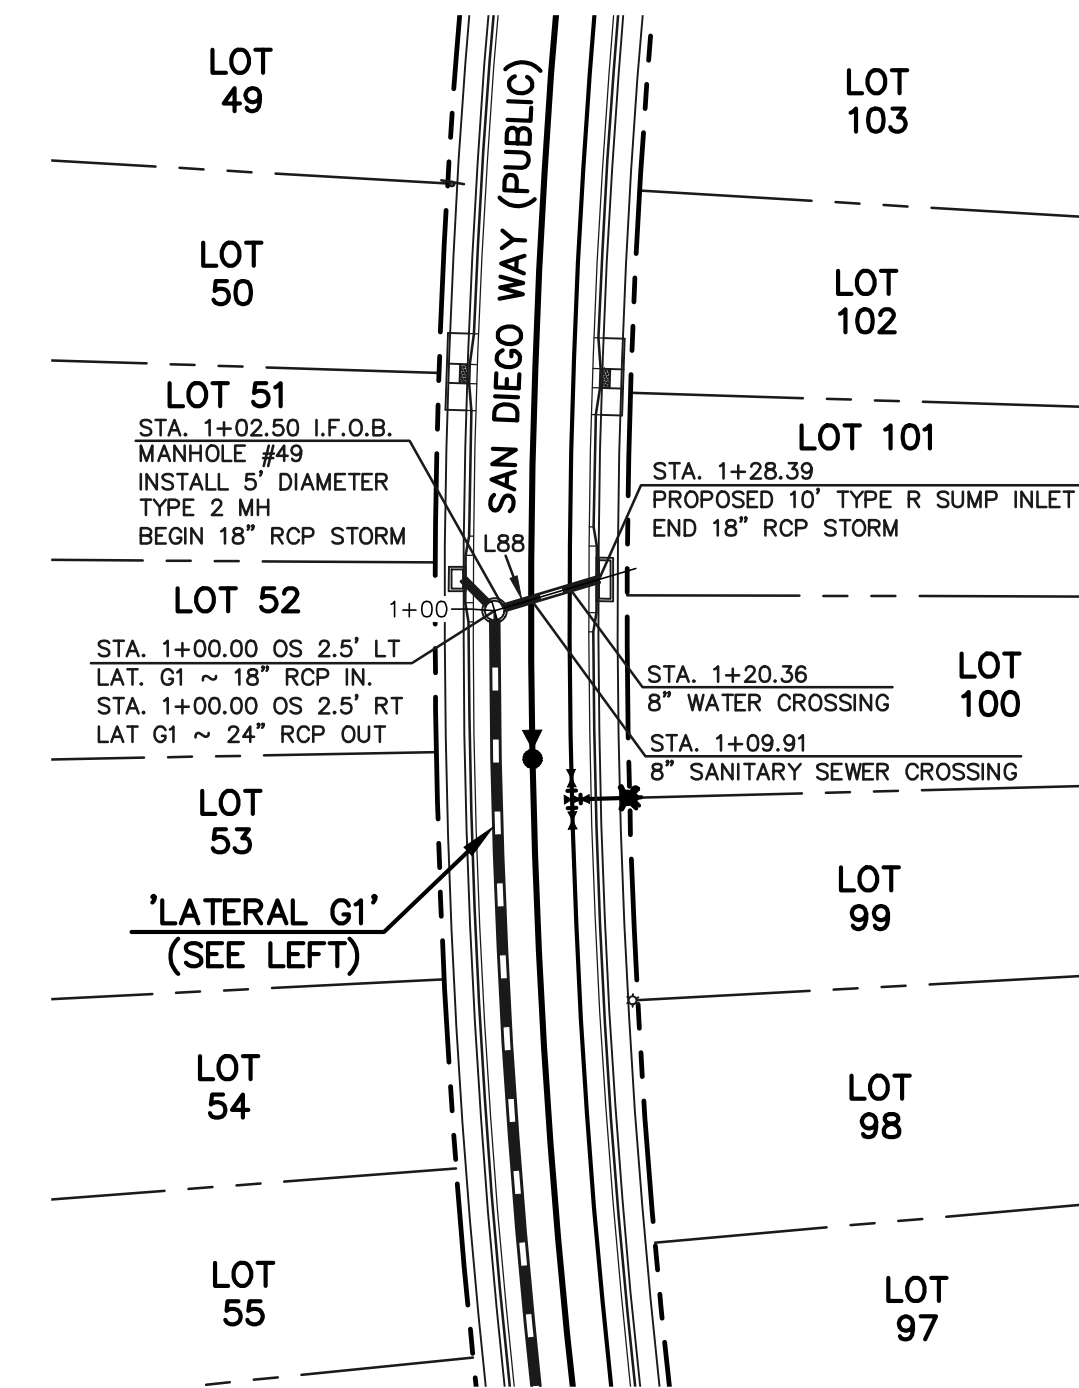 LOT
49
LOT
103
SAN DIEGO WAY (PUBLIC)
LOT
50
LOT
102
LOT 51
STA. 1+02.50 I.F.O.B.
MANHOLE #49
INSTALL 5' DIAMETER
TYPE 2 MH
BEGIN 18" RCP STORM
LOT 101
STA. 1+28.39
PROPOSED 10' TYPE R SUMP INLET
END 18" RCP STORM
L88
1+00
LOT 52
STA. 1+00.00 OS 2.5' LT
LAT. G1 ~ 18" RCP IN.
STA. 1+00.00 OS 2.5' RT
LAT G1 ~ 24" RCP OUT
LOT
100
STA. 1+20.36
8" WATER CROSSING
STA. 1+09.91
8" SANITARY SEWER CROSSING
LOT
53
'LATERAL G1'
(SEE LEFT)
LOT
99
LOT
54
LOT
98
LOT
55
LOT
97